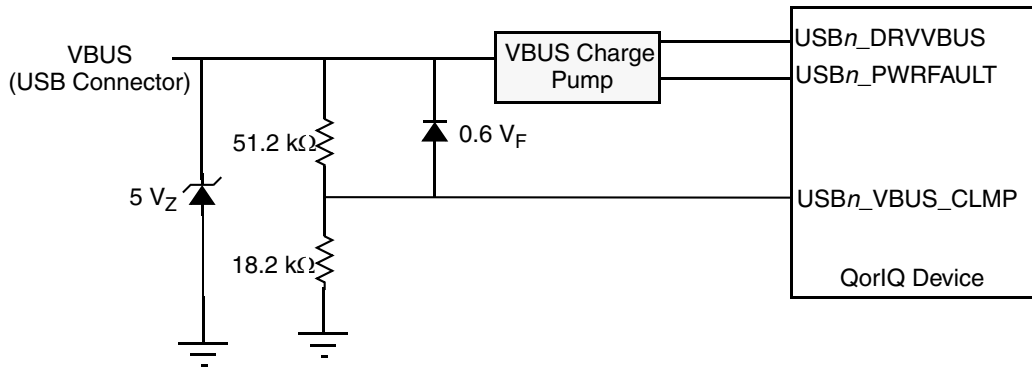 VBUS
(USB Connector)
VBUS Charge
Pump
USBn_DRVVBUS
USBn_PWRFAULT
51.2 kΩ
0.6 VF
5 VZ
USBn_VBUS_CLMP
18.2 kΩ
QorIQ Device